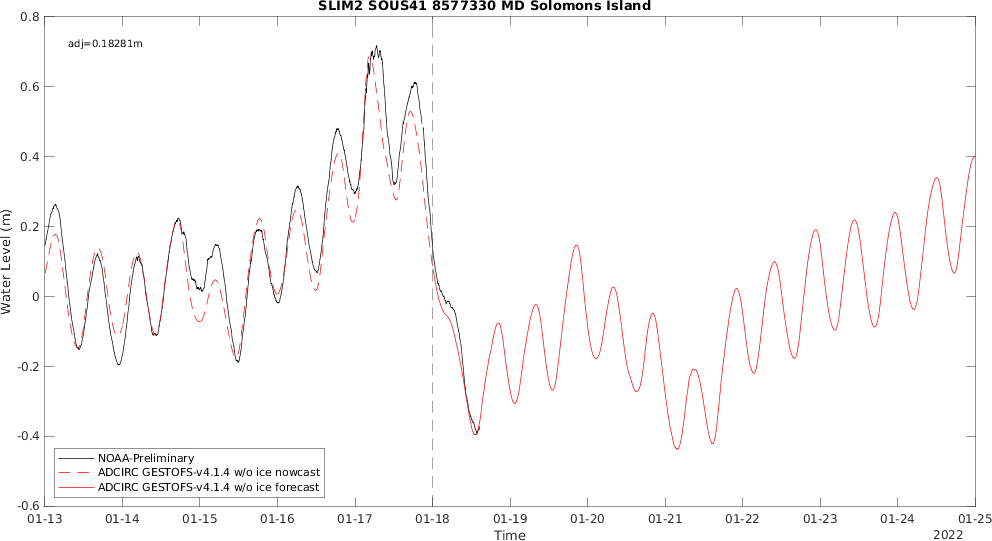 SLIM2 SOUS41 8577330 MD Solomons Island
adj=0.18281m
0.8
0.6
0.4
0.2
0
-0.2
-0.4
-0.6
Water Level (m)
NOAA-Preliminary
ADCIRC GESTOFS-v4.1.4 w/o ice nowcast
ADCIRC GESTOFS-v4.1.4 w/o ice forecast
01-13 01-14 01-15 01-16 01-17 01-18 01-19 01-20 01-21 01-22 01-23 01-24 01-25
Time
2022